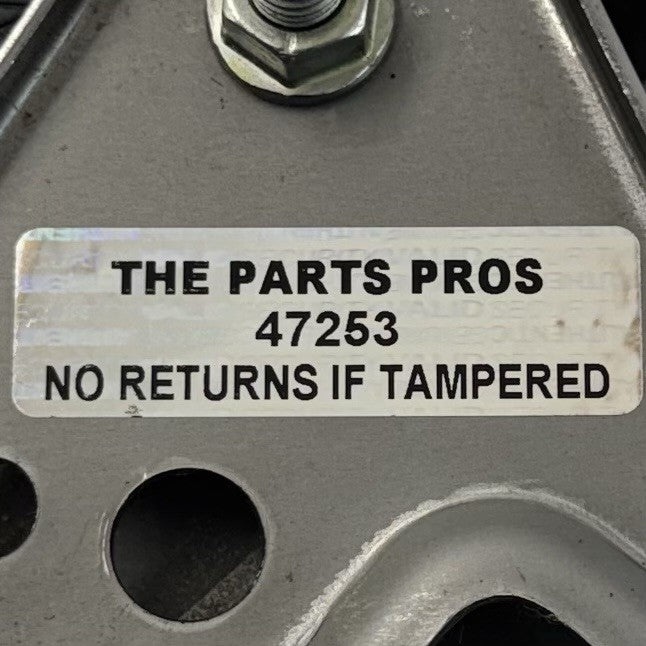 THE PARTS PROS
47253
NO RETURNS IF TAMPERED